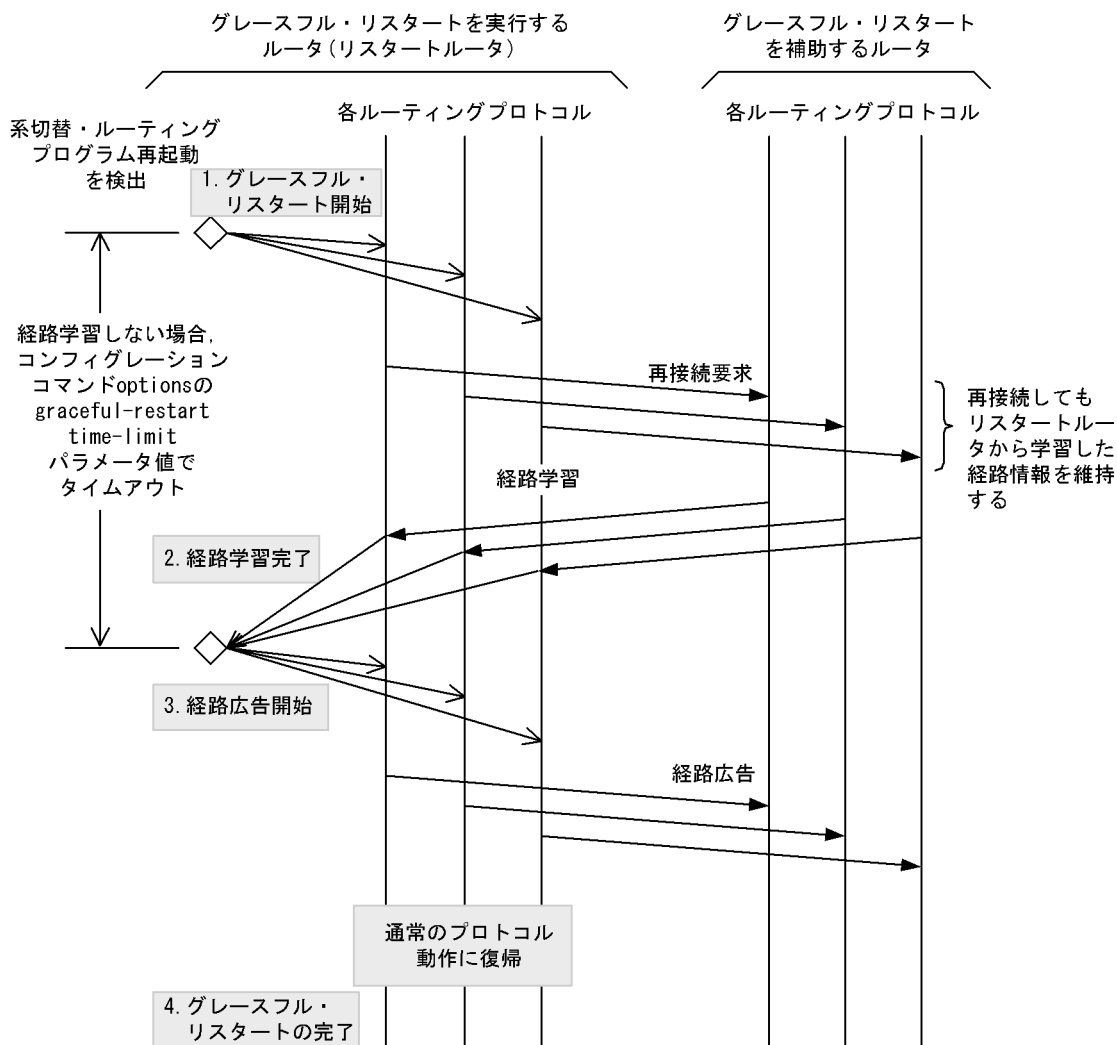 グレースフル・リスタートを実行する
ルータ(リスタートルータ)
グレースフル・リスタート
を補助するルータ
各ルーティングプロトコル
各ルーティングプロトコル
系切替・ルーティング
プログラム再起動
を検出
1. グレースフル・
リスタート開始
経路学習しない場合,
コンフィグレーション
コマンドoptionsの
graceful-restart
time-limit
パラメータ値で
タイムアウト
再接続要求
再接続しても
リスタートルー
タから学習した
経路情報を維持
する
経路学習
2. 経路学習完了
3. 経路広告開始
経路広告
通常のプロトコル
動作に復帰
4. グレースフル・
リスタートの完了